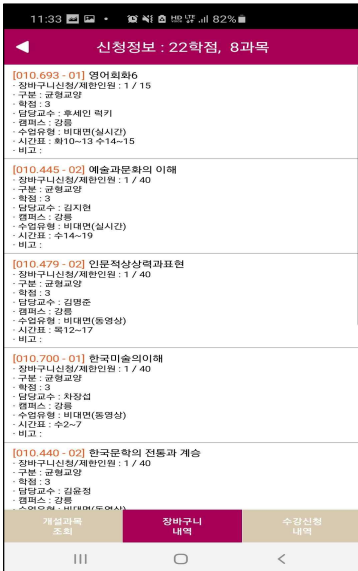 11:33 82%
신청정보 : 22학점, 8과목
[010.693 - 01] 영어회화6
· 장바구니신청/제한인원 : 1 / 15
· 구분 : 균형교양
· 학점 : 3
· 담당교수 : 후세인 럭키
· 캠퍼스 : 강릉
· 수업유형 : 비대면(실시간)
· 시간표 : 화10~13 수14~15
· 비고 :
[010.445 - 02] 예술과문화의 이해
· 장바구니신청/제한인원 : 1 / 40
· 구분 : 균형교양
· 학점 : 3
· 담당교수 : 김지현
· 캠퍼스 : 강릉
· 수업유형 : 비대면(실시간)
· 시간표 : 수14~19
· 비고 :
[010.479 - 02] 인문적상상력과표현
· 장바구니신청/제한인원 : 1 / 40
· 구분 : 균형교양
· 학점 : 3
· 담당교수 : 김명준
· 캠퍼스 : 강릉
· 수업유형 : 비대면(동영상)
· 시간표 : 목12~17
· 비고 :
[010.700 - 01] 한국미술의이해
· 장바구니신청/제한인원 : 1 / 40
· 구분 : 균형교양
· 학점 : 3
· 담당교수 : 차장섭
· 캠퍼스 : 강릉
· 수업유형 : 비대면(동영상)
· 시간표 : 수2~7
· 비고 :
[010.440 - 02] 한국문학의 전통과 계승
· 장바구니신청/제한인원 : 1 / 40
· 구분 : 균형교양
· 학점 : 3
· 담당교수 : 김윤정
· 캠퍼스 : 강릉
· 수업유형 : 비대면(동영상)
개설과목 장바구니 수강신청
조회 내역 내역